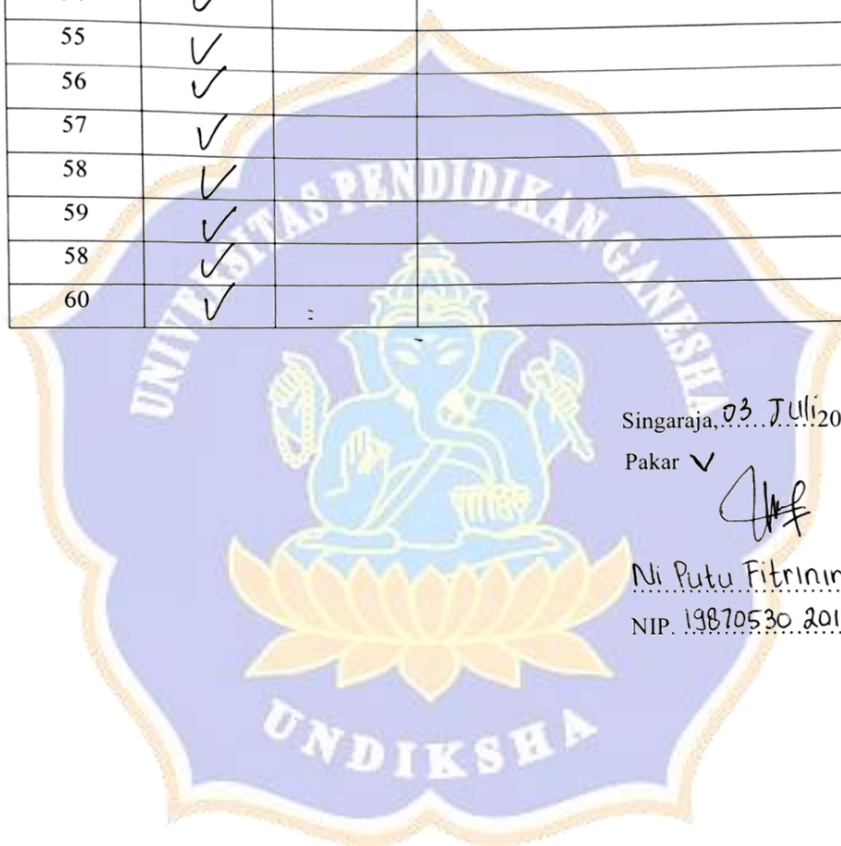 55 ✓
56 ✓
57 ✓
58 ✓
59 ✓
58 ✓
60 ✓
UNIVERSITAS PENDIDIKAN GANESHA
Singaraja, 03 Juli 20
Pakar ✓
Ni Putu
NIP. 19870530 201
UNDIKSHA